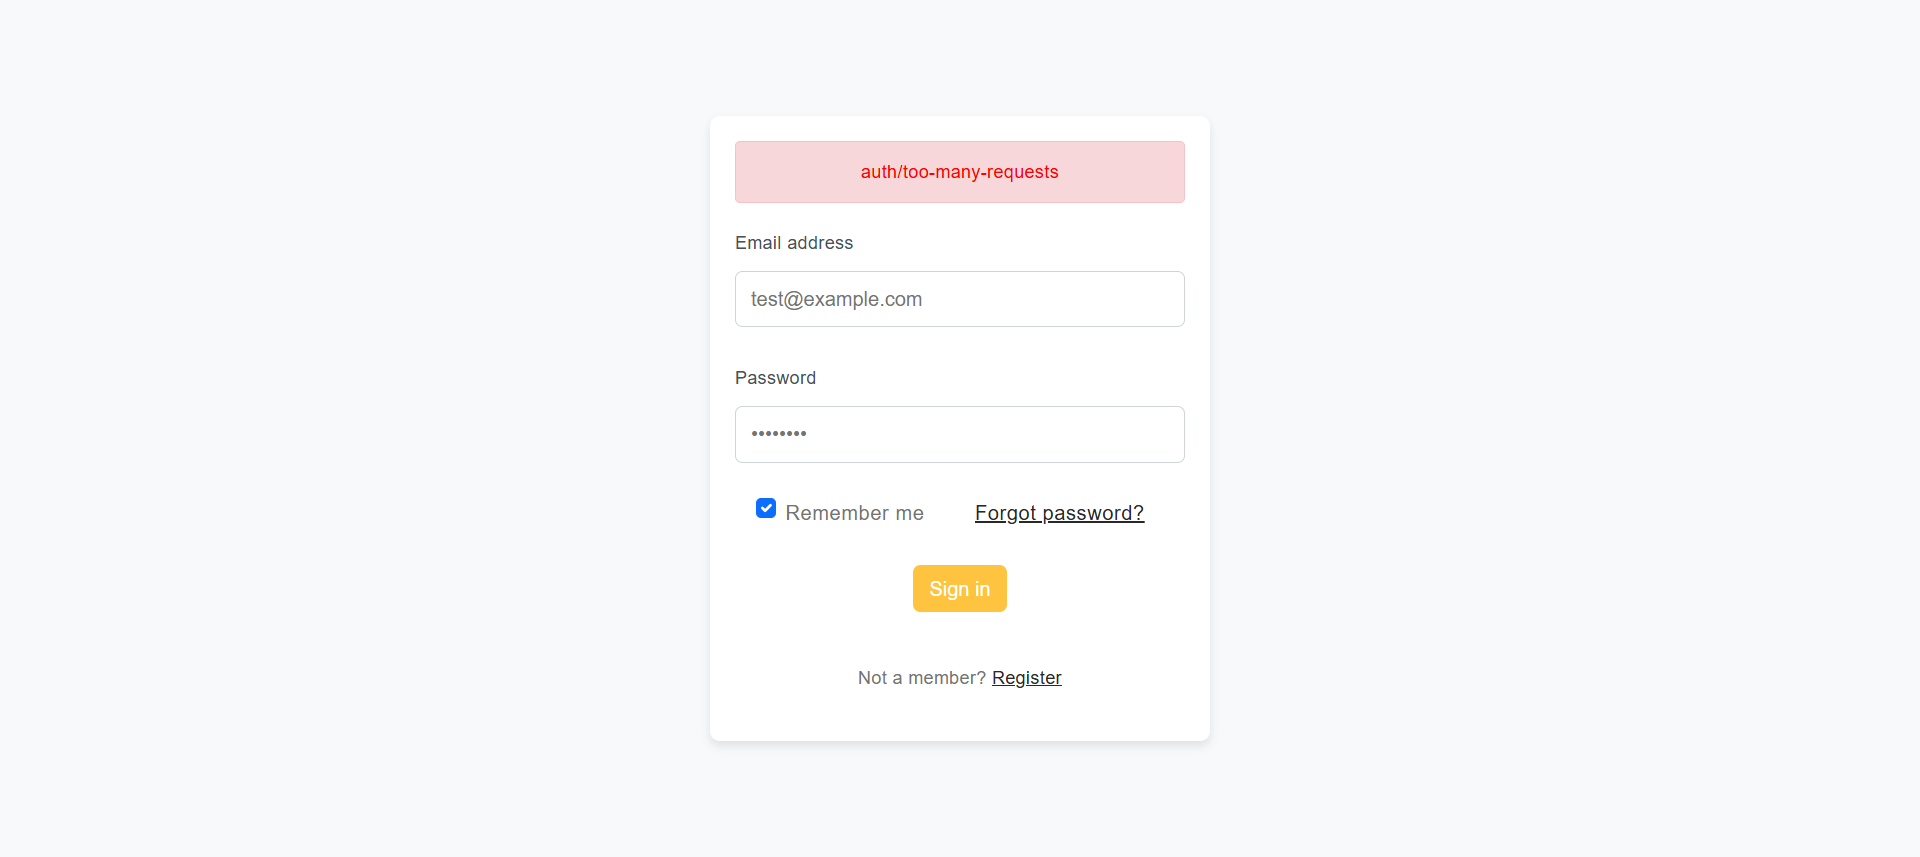 auth/too-many-requests
Email address
test@example.com
Password
••••••••
Remember me Forgot password?
Sign in
Not a member? Register